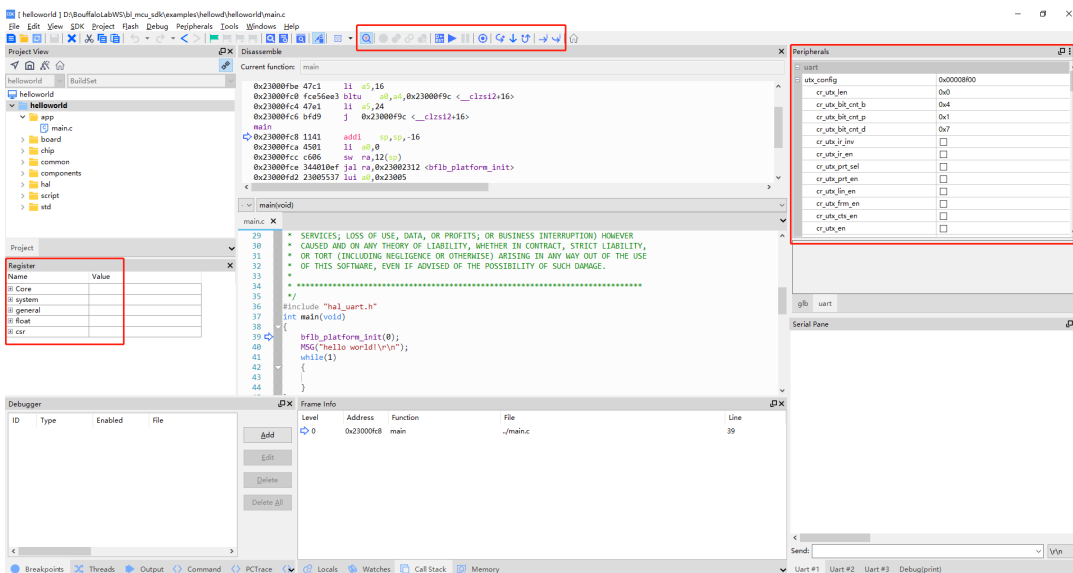 [ helloworld ] D:\BouffaloLabWS\bl_mcu_sdk\examples\hellowd\helloworld\main.c
File Edit View SDK Project Flash Debug Peripherals Tools Windows Help
Project View
helloworld BuildSet
helloworld
helloworld
app
main.c
board
chip
common
components
hal
script
std
Project
Register
Name Value
Core
system
general
float
csr
Disassemble
Current function: main
0x23000fbe 47c1 li a5,16
0x23000fc0 fce56ee3 bltu a0,a4,0x23000f9c <__clzsi2+16>
0x23000fc4 47e1 li a5,24
0x23000fc6 bfd9 j 0x23000f9c <__clzsi2+16>
main
0x23000fc8 1141 addi sp,sp,-16
0x23000fca 4501 li a0,0
0x23000fcc c606 sw ra,12(sp)
0x23000fce 344010ef jal ra,0x23002312 <bflb_platform_init>
0x23000fd2 23005537 lui a0,0x23005
main(void)
main.c
29 * SERVICES; LOSS OF USE, DATA, OR PROFITS; OR BUSINESS INTERRUPTION) HOWEVER
30 * CAUSED AND ON ANY THEORY OF LIABILITY, WHETHER IN CONTRACT, STRICT LIABILITY,
31 * OR TORT (INCLUDING NEGLIGENCE OR OTHERWISE) ARISING IN ANY WAY OUT OF THE USE
32 * OF THIS SOFTWARE, EVEN IF ADVISED OF THE POSSIBILITY OF SUCH DAMAGE.
33 *
34 * *****************************************************************************
35 */
36 #include "hal_uart.h"
37 int main(void)
38 {
39 bflb_platform_init(0);
40 MSG("hello world!\r\n");
41 while(1)
42 {
43
44 }
Peripherals
uart
utx_config 0x00008f00
cr_utx_len 0x0
cr_utx_bit_cnt_b 0x4
cr_utx_bit_cnt_p 0x1
cr_utx_bit_cnt_d 0x7
cr_utx_ir_inv
cr_utx_ir_en
cr_utx_prt_sel
cr_utx_prt_en
cr_utx_lin_en
cr_utx_frm_en
cr_utx_cts_en
cr_utx_en
glb uart
Serial Pane
Send: \r\n
Uart #1 Uart #2 Uart #3 Debug(print)
Debugger
ID Type Enabled File
Add
Edit
Delete
Delete All
Breakpoints Threads Output Command PCTrace
Frame Info
Level Address Function File Line
0 0x23000fc8 main ../main.c 39
Locals Watches Call Stack Memory